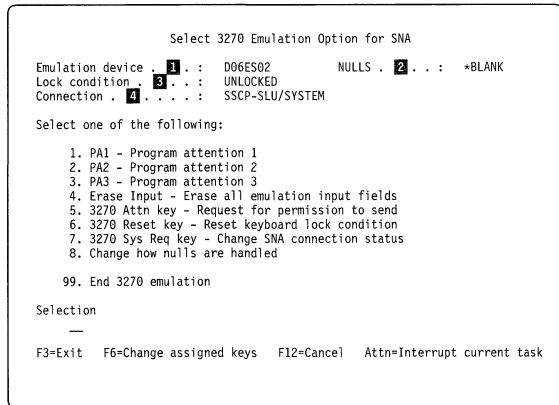 Select 3270 Emulation Option for SNA
Emulation device . 1 . : D06ES02 NULLS . 2 . . : *BLANK
Lock condition . 3 . . : UNLOCKED
Connection . 4 . . . . : SSCP-SLU/SYSTEM
Select one of the following:
1. PA1 - Program attention 1
2. PA2 - Program attention 2
3. PA3 - Program attention 3
4. Erase Input - Erase all emulation input fields
5. 3270 Attn key - Request for permission to send
6. 3270 Reset key - Reset keyboard lock condition
7. 3270 Sys Req key - Change SNA connection status
8. Change how nulls are handled
99. End 3270 emulation
Selection
__
F3=Exit F6=Change assigned keys F12=Cancel Attn=Interrupt current task